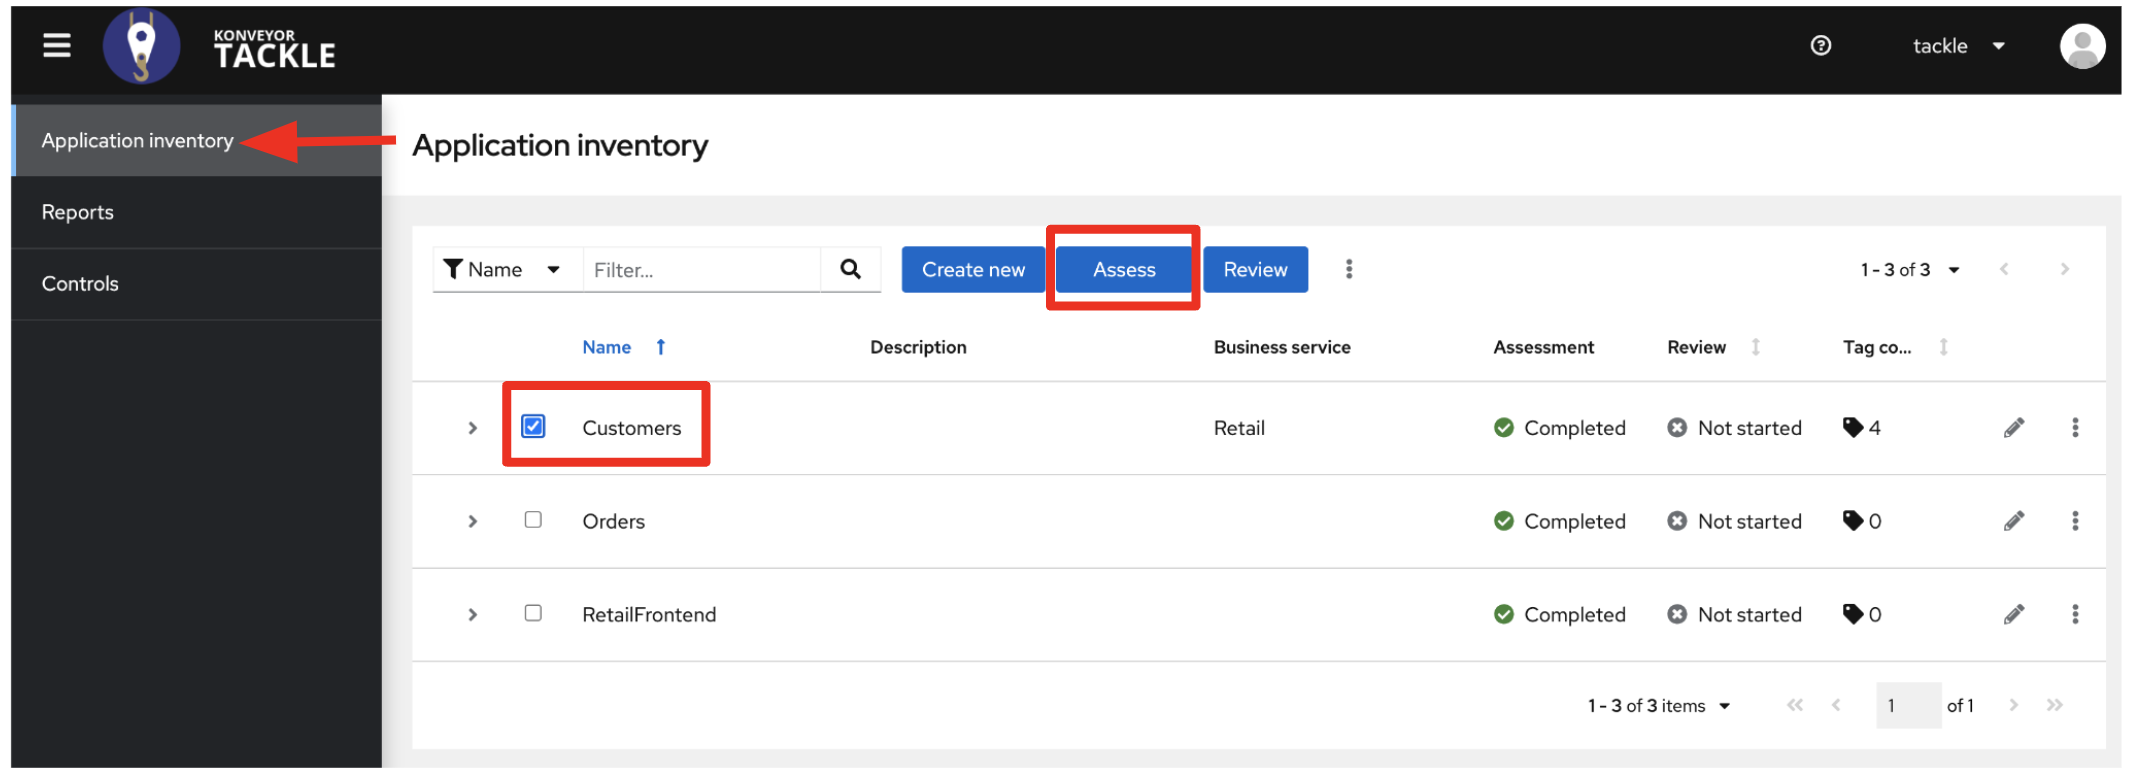 KONVEYOR
TACKLE
tackle
Application inventory
Reports
Controls
Application inventory
Name Filter... Create new Assess Review 1 - 3 of 3
Name Description Business service Assessment Review Tag co...
Customers Retail Completed Not started 4
Orders Completed Not started 0
RetailFrontend Completed Not started 0
1 - 3 of 3 items 1 of 1